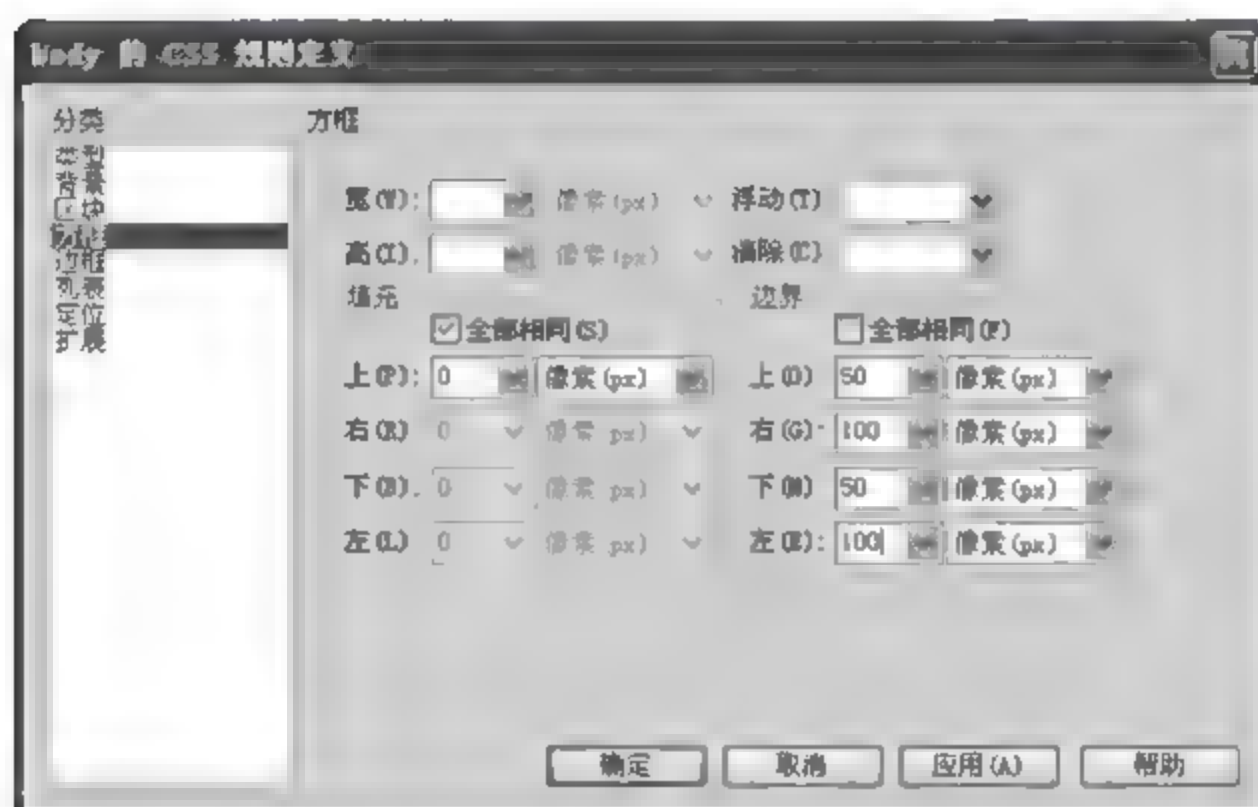 的 CSS 规则定义
分类
类型
背景
区块
边框
列表
定位
扩展
方框
宽(W): 像素(px) 浮动(T)
高(I). 像素(px) 清除(C)
填充 边界
全部相同(S) 全部相同(F)
上(P): 0 像素(px) 上(O) 50 像素(px)
右(R) 0 像素 px) 右(G) 100 像素(px)
下(B). 0 像素 px) 下(M) 50 像素(px)
左(L) 0 像素 px) 左(E): 100 像素(px)
确定 取消 应用(A) 帮助